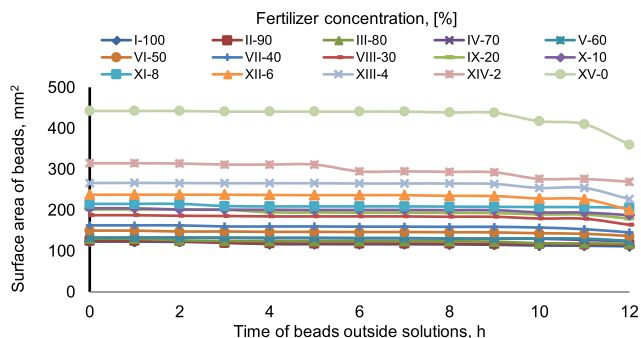 Fertilizer concentration, [%]
I-100 II-90 III-80 IV-70 V-60
VI-50 VII-40 VIII-30 IX-20 X-10
XI-8 XII-6 XIII-4 XIV-2 XV-0
Surface area of beads, mm²
500
400
300
200
100
0
0 2 4 6 8 10 12
Time of beads outside solutions, h